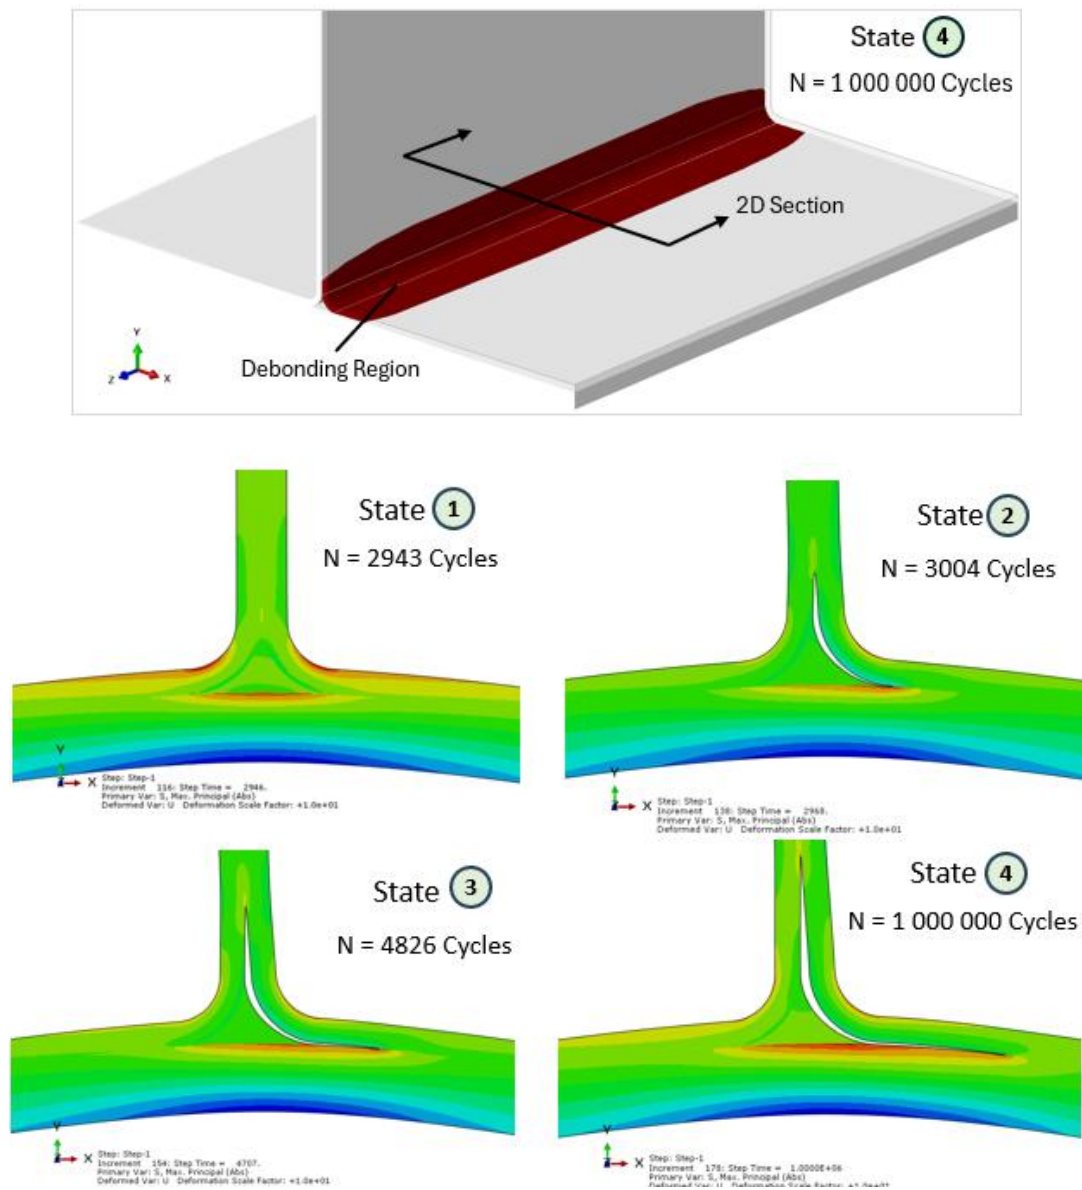 State 4
N = 1 000 000 Cycles
2D Section
Debonding Region
Y
Z
X
State 1
N = 2943 Cycles
Y
X
Step: Step-1
Increment 116: Step Time = 2946.
Primary Var: S, Max. Principal (Abs)
Deformed Var: U Deformation Scale Factor: +1.0e+01
State 2
N = 3004 Cycles
Y
X
Step: Step-1
Increment 138: Step Time = 2968.
Primary Var: S, Max. Principal (Abs)
Deformed Var: U Deformation Scale Factor: +1.0e+01
State 3
N = 4826 Cycles
Y
X
Step: Step-1
Increment 154: Step Time = 4707.
Primary Var: S, Max. Principal (Abs)
Deformed Var: U Deformation Scale Factor: +1.0e+01
State 4
N = 1 000 000 Cycles
Y
X
Step: Step-1
Increment 178: Step Time = 1.0000E+06
Primary Var: S, Max. Principal (Abs)
Deformed Var: U Deformation Scale Factor: +1.0e+01